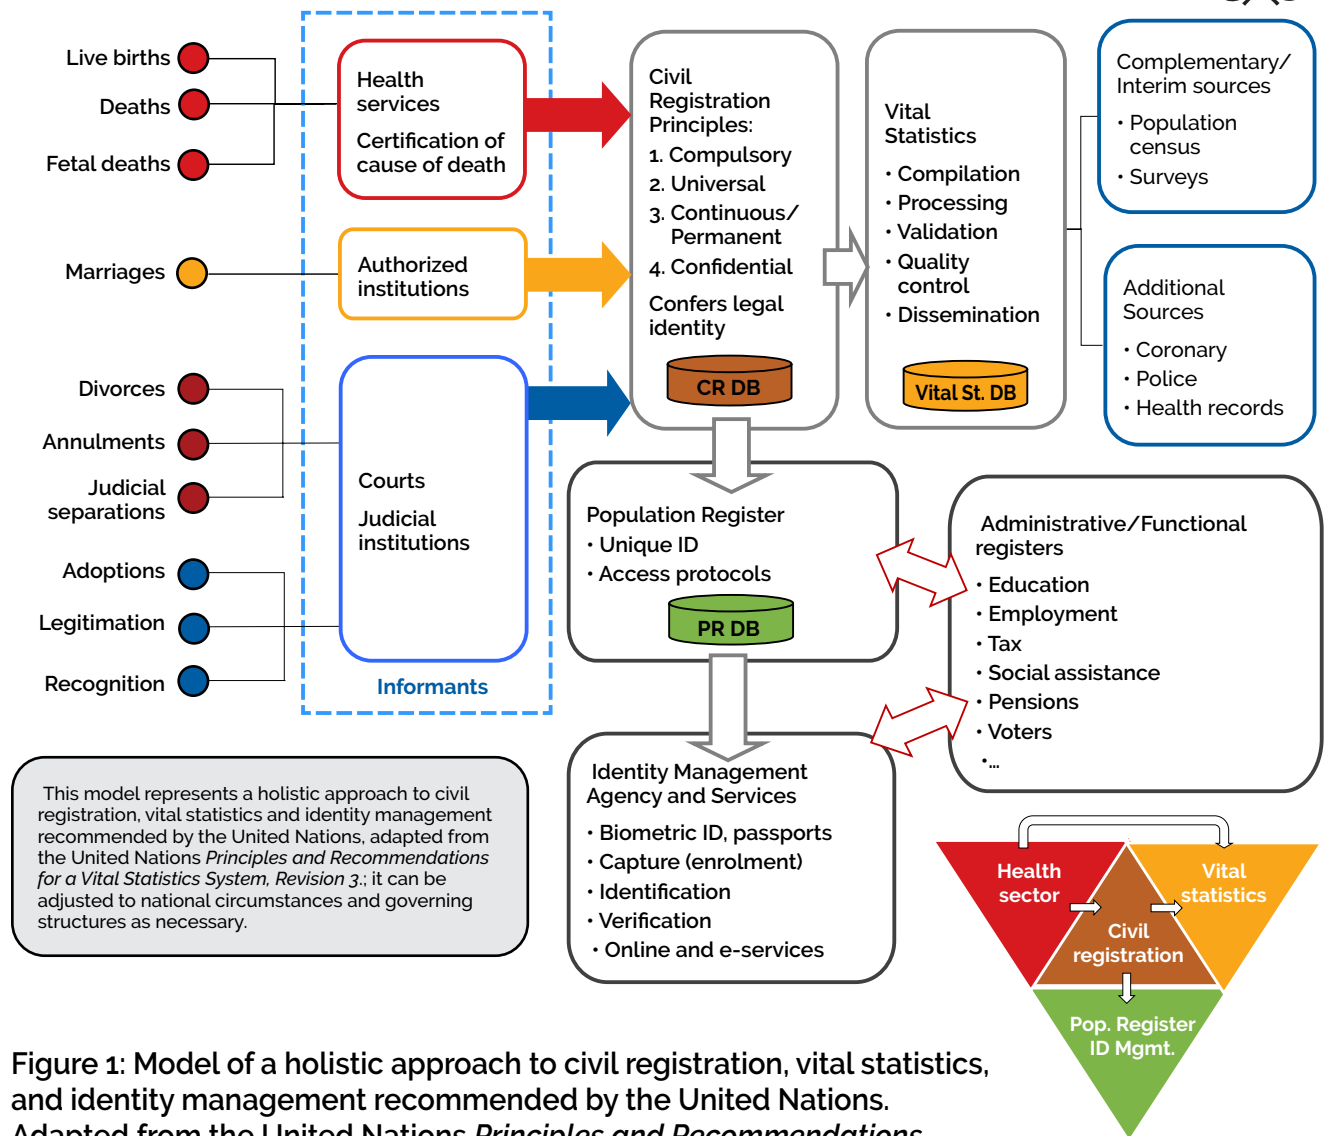 Live births
Deaths
Fetal deaths
Marriages
Divorces
Annulments
Judicial
separations
Adoptions
Legitimation
Recognition
Health
services
Certification of
cause of death
Authorized
institutions
Courts
Judicial
institutions
Informants
Civil
Registration
Principles:
1. Compulsory
2. Universal
3. Continuous/
Permanent
4. Confidential
Confers legal
identity
CR DB
Vital
Statistics
• Compilation
• Processing
• Validation
• Quality
control
• Dissemination
Vital St. DB
Complementary/
Interim sources
• Population
census
• Surveys
Additional
Sources
• Coronary
• Police
• Health records
Population Register
• Unique ID
• Access protocols
PR DB
Administrative/Functional
registers
• Education
• Employment
• Tax
• Social assistance
• Pensions
• Voters
•...
Identity Management
Agency and Services
• Biometric ID, passports
• Capture (enrolment)
• Identification
• Verification
• Online and e-services
This model represents a holistic approach to civil
registration, vital statistics and identity management
recommended by the United Nations, adapted from
the United Nations Principles and Recommendations
for a Vital Statistics System, Revision 3.; it can be
adjusted to national circumstances and governing
structures as necessary.
Health
sector
Vital
statistics
Civil
registration
Pop. Register
ID Mgmt.
Figure 1: Model of a holistic approach to civil registration, vital statistics,
and identity management recommended by the United Nations.
Adapted from the United Nations Principles and Recommendations